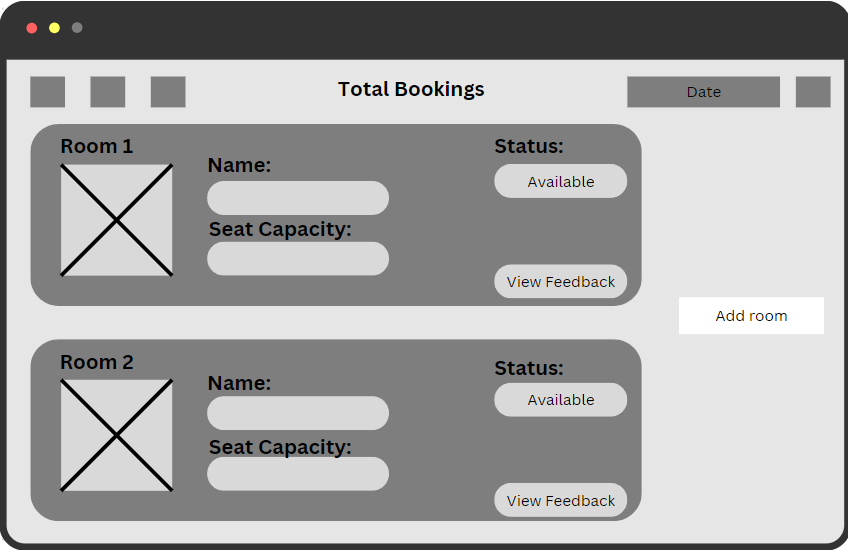 Total Bookings
Date
Room 1
Name:
Seat Capacity:
Status:
Available
View Feedback
Add room
Room 2
Name:
Seat Capacity:
Status:
Available
View Feedback